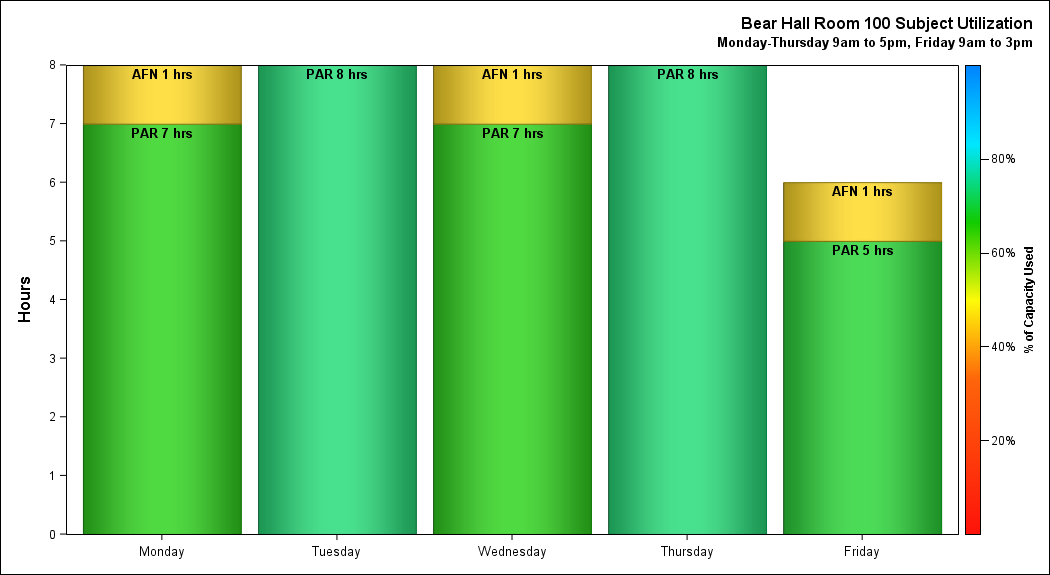 Bear Hall Room 100 Subject Utilization
Monday-Thursday 9am to 5pm, Friday 9am to 3pm
8
7
6
5
4
3
2
1
0
Hours
AFN 1 hrs
PAR 7 hrs
PAR 8 hrs
AFN 1 hrs
PAR 7 hrs
PAR 8 hrs
AFN 1 hrs
PAR 5 hrs
Monday
Tuesday
Wednesday
Thursday
Friday
80%
60%
40%
20%
% of Capacity Used